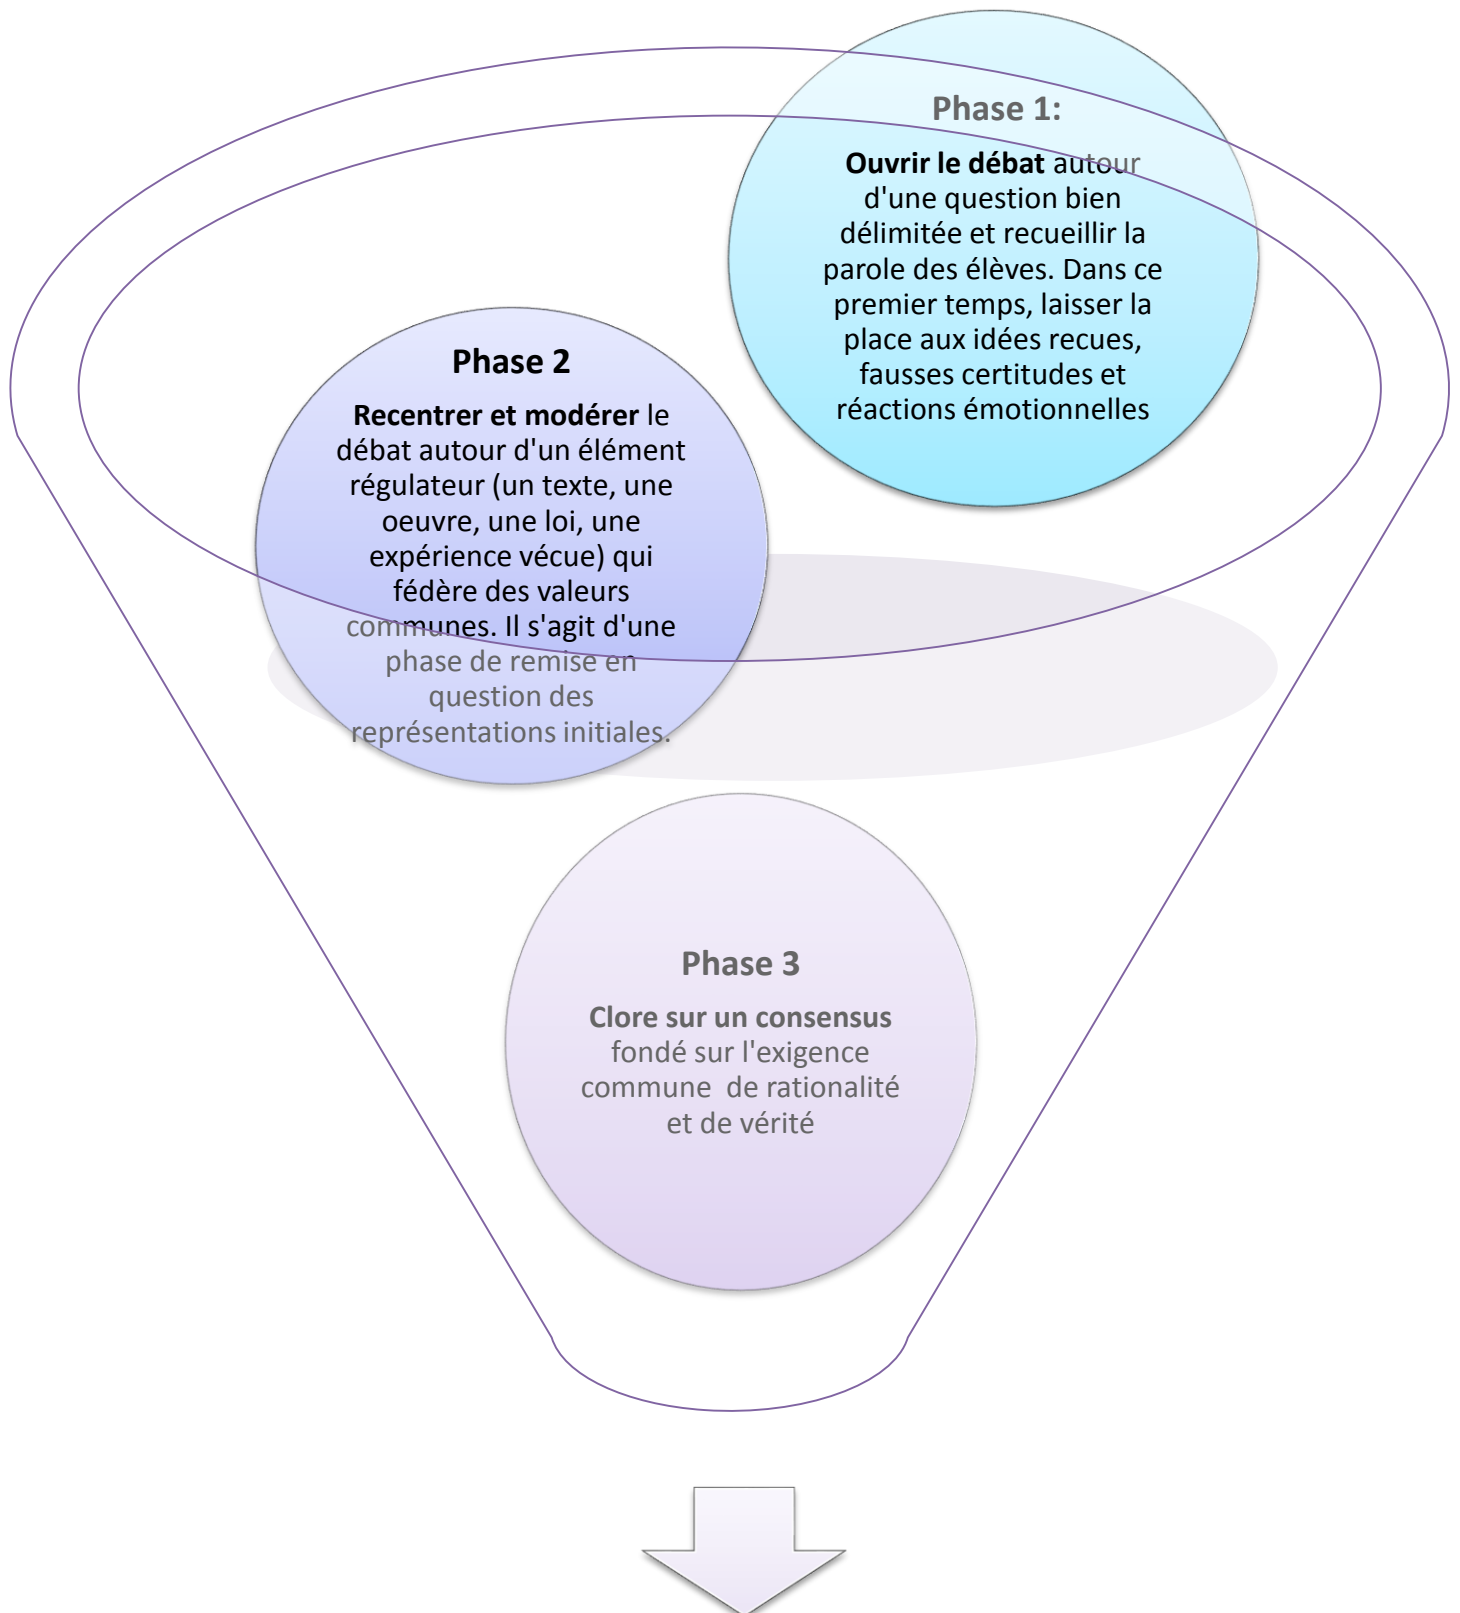 Phase 1:
Ouvrir le débat autour
d'une question bien
délimitée et recueillir la
parole des élèves. Dans ce
premier temps, laisser la
place aux idées recues,
fausses certitudes et
réactions émotionnelles
Phase 2
Recentrer et modérer le
débat autour d'un élément
régulateur (un texte, une
oeuvre, une loi, une
expérience vécue) qui
fédère des valeurs
communes. Il s'agit d'une
phase de remise en
question des
représentations initiales.
Phase 3
Clore sur un consensus
fondé sur l'exigence
commune  de rationalité
et de vérité